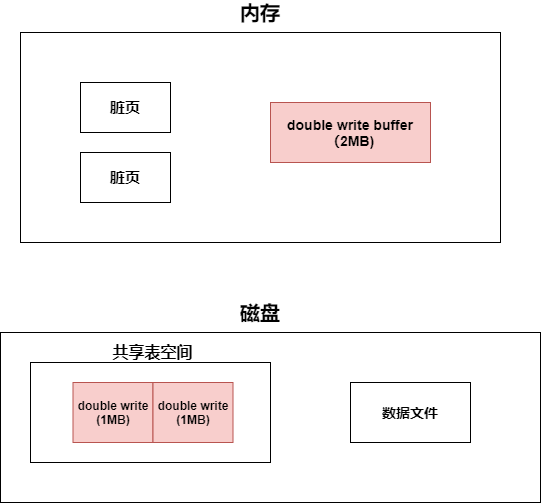 内存
脏页
double write buffer
（2MB)
脏页
磁盘
共享表空间
double write
(1MB)
double write
(1MB)
数据文件